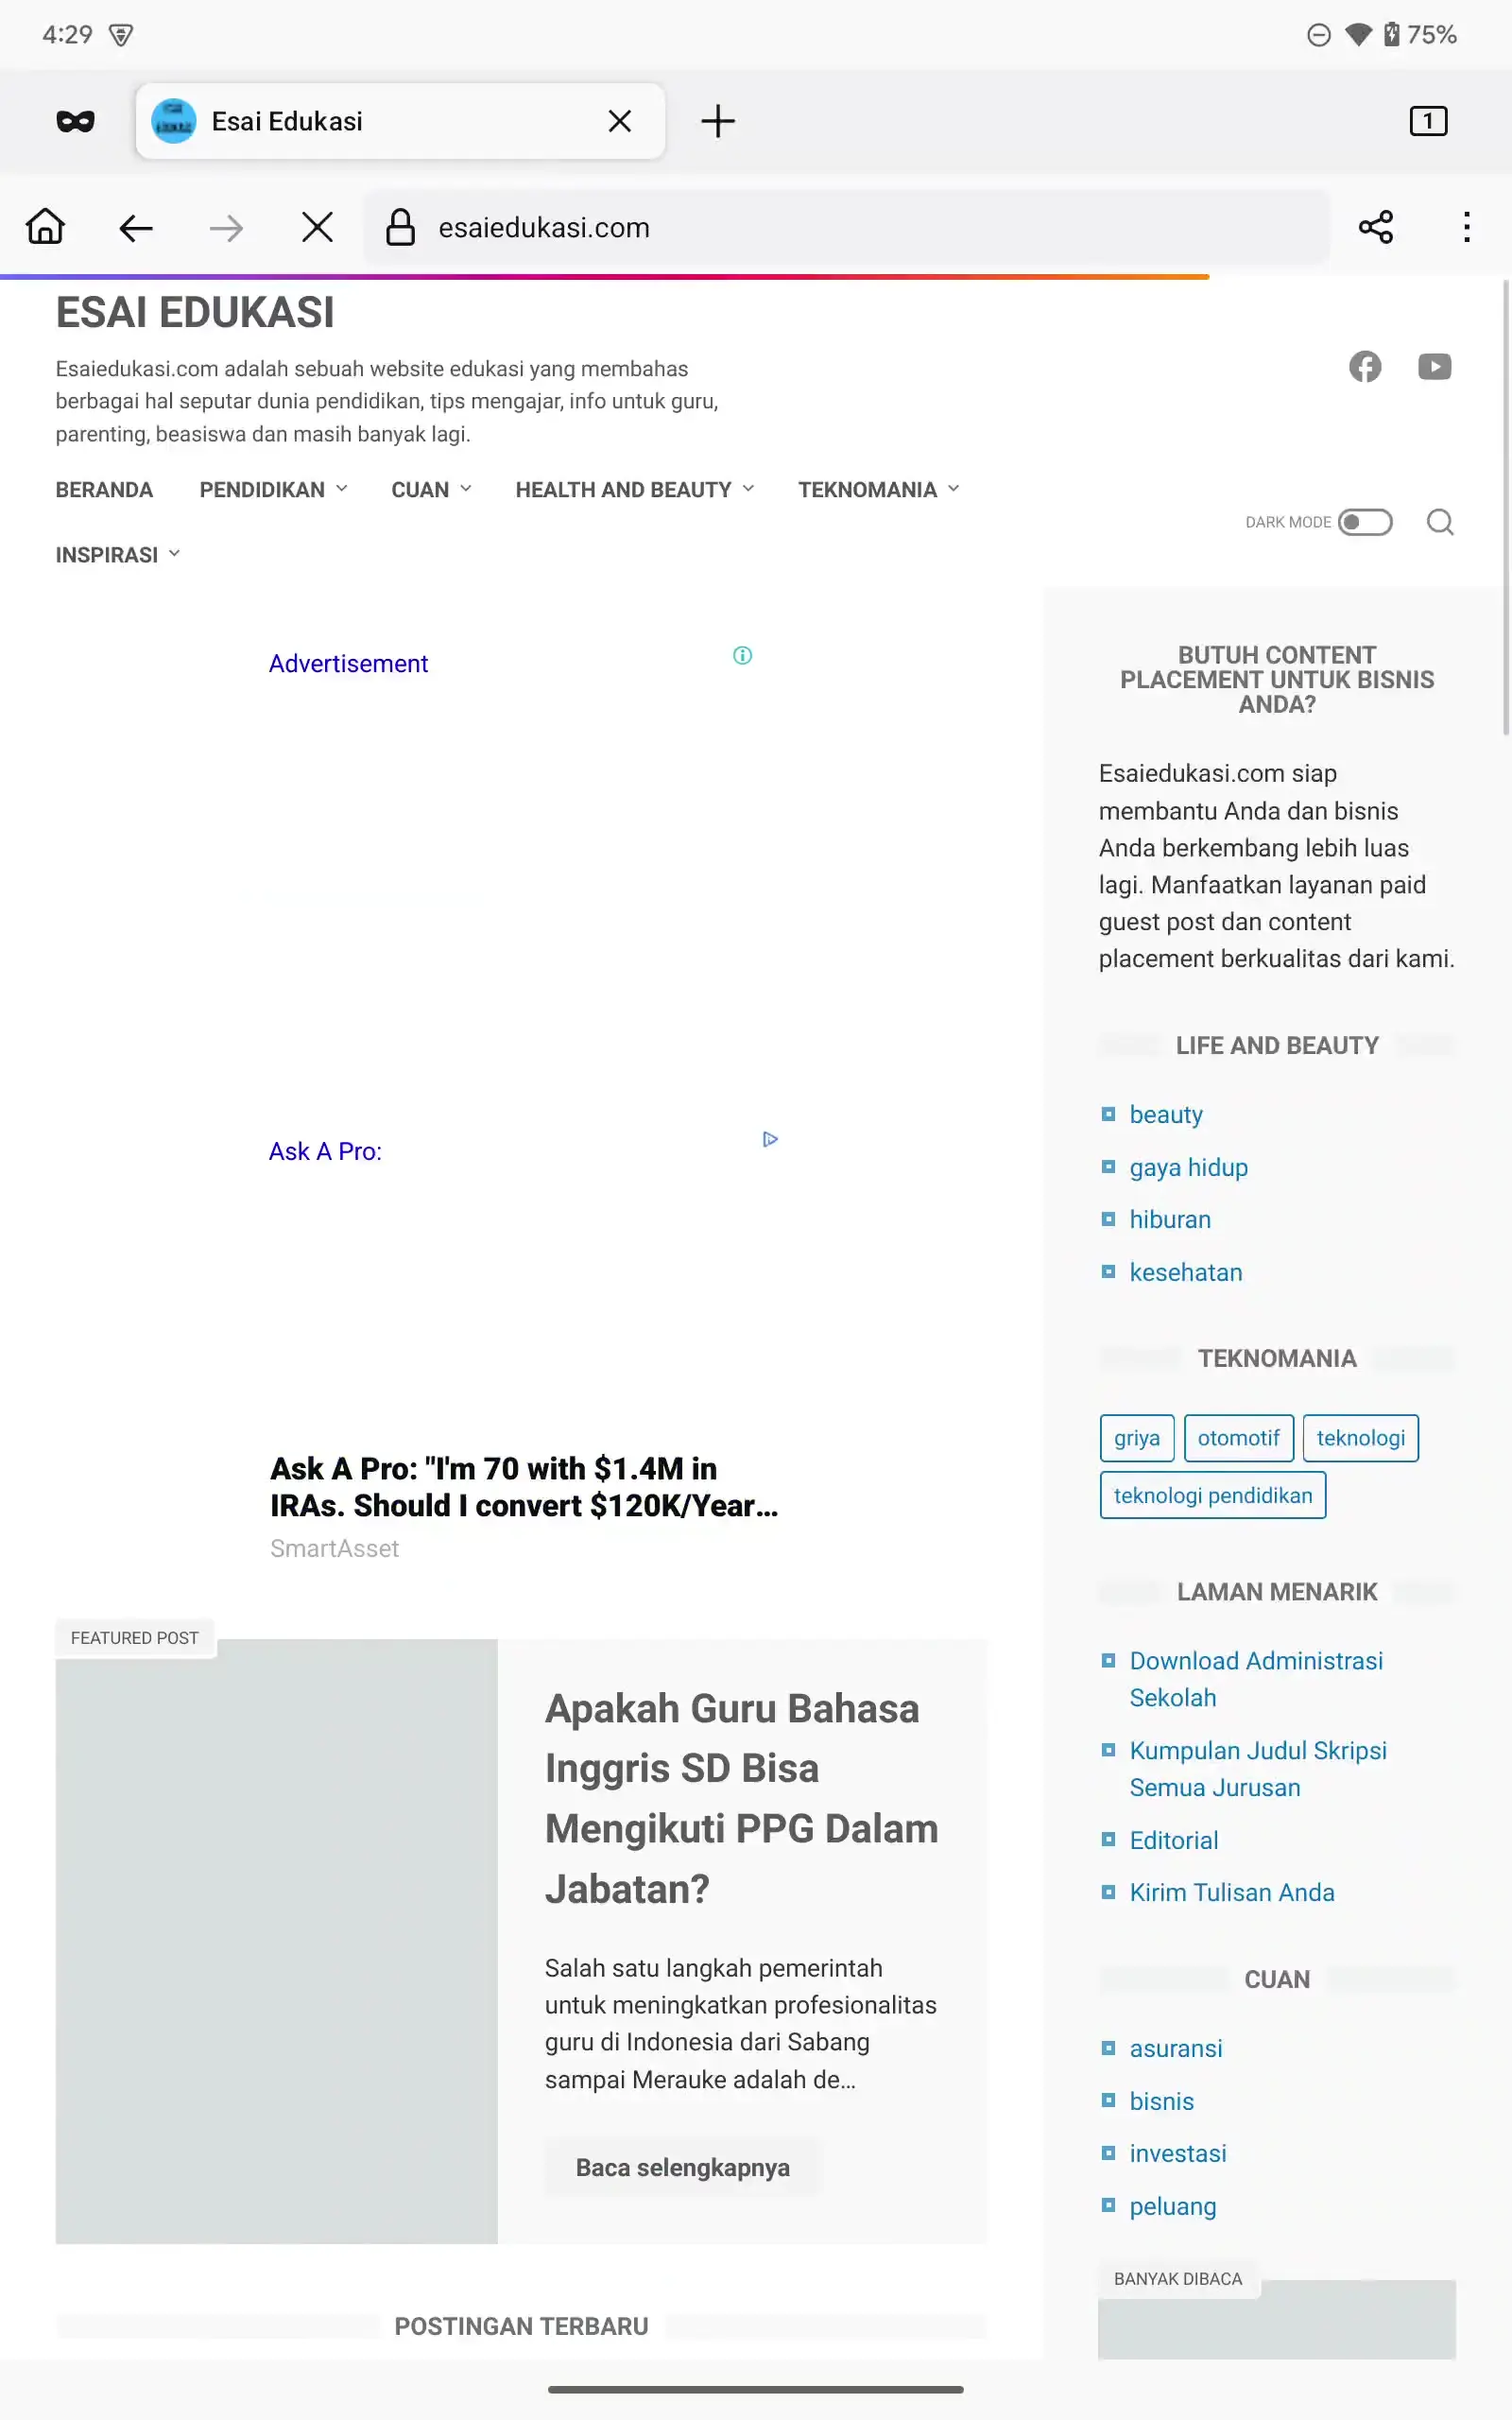 4:29
75%
Esai Edukasi
1
esaiedukasi.com
ESAI EDUKASI
Esaiedukasi.com adalah sebuah website edukasi yang membahas
berbagai hal seputar dunia pendidikan, tips mengajar, info untuk guru,
parenting, beasiswa dan masih banyak lagi.
BERANDA PENDIDIKAN CUAN HEALTH AND BEAUTY TEKNOMANIA
INSPIRASI
DARK MODE
Advertisement
Ask A Pro:
Ask A Pro: "I'm 70 with $1.4M in
IRAs. Should I convert $120K/Year...
SmartAsset
FEATURED POST
Apakah Guru Bahasa
Inggris SD Bisa
Mengikuti PPG Dalam
Jabatan?
Salah satu langkah pemerintah
untuk meningkatkan profesionalitas
guru di Indonesia dari Sabang
sampai Merauke adalah de...
Baca selengkapnya
POSTINGAN TERBARU
BUTUH CONTENT
PLACEMENT UNTUK BISNIS
ANDA?
Esaiedukasi.com siap
membantu Anda dan bisnis
Anda berkembang lebih luas
lagi. Manfaatkan layanan paid
guest post dan content
placement berkualitas dari kami.
LIFE AND BEAUTY
beauty
gaya hidup
hiburan
kesehatan
TEKNOMANIA
griya otomotif teknologi
teknologi pendidikan
LAMAN MENARIK
Download Administrasi
Sekolah
Kumpulan Judul Skripsi
Semua Jurusan
Editorial
Kirim Tulisan Anda
CUAN
asuransi
bisnis
investasi
peluang
BANYAK DIBACA